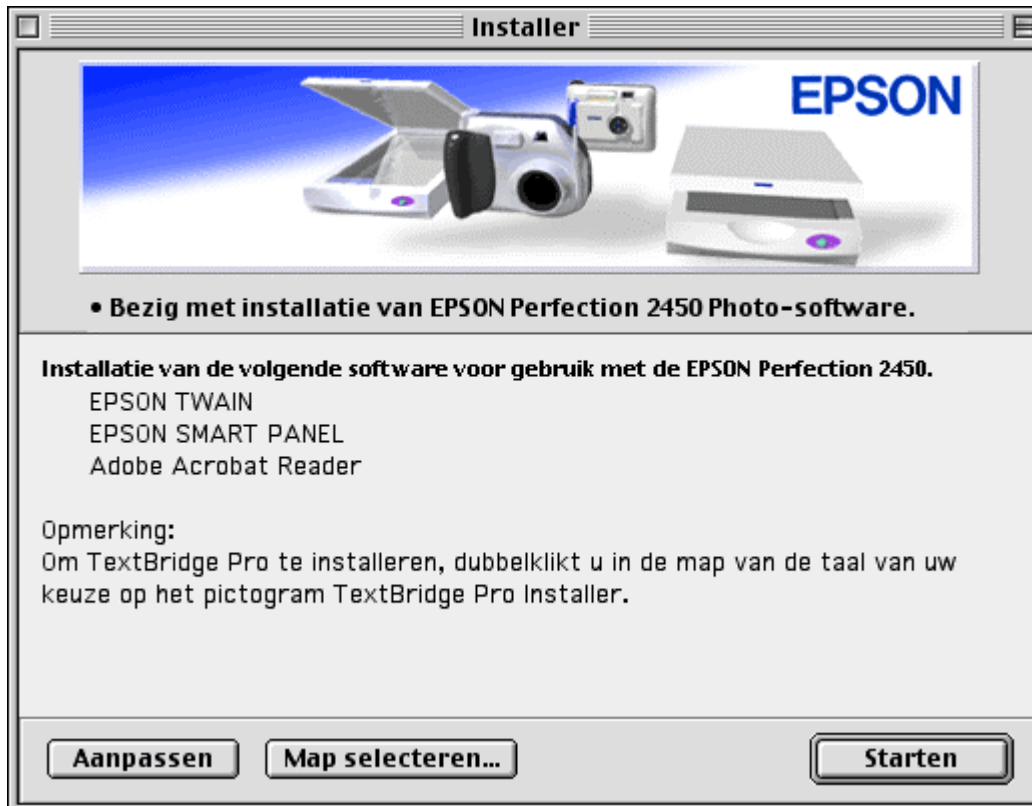 Installer
EPSON
• Bezig met installatie van EPSON Perfection 2450 Photo-software.
Installatie van de volgende software voor gebruik met de EPSON Perfection 2450.
EPSON TWAIN
EPSON SMART PANEL
Adobe Acrobat Reader
Opmerking:
Om TextBridge Pro te installeren, dubbelklikt u in de map van de taal van uw
keuze op het pictogram TextBridge Pro Installer.
Aanpassen
Map selecteren...
Starten